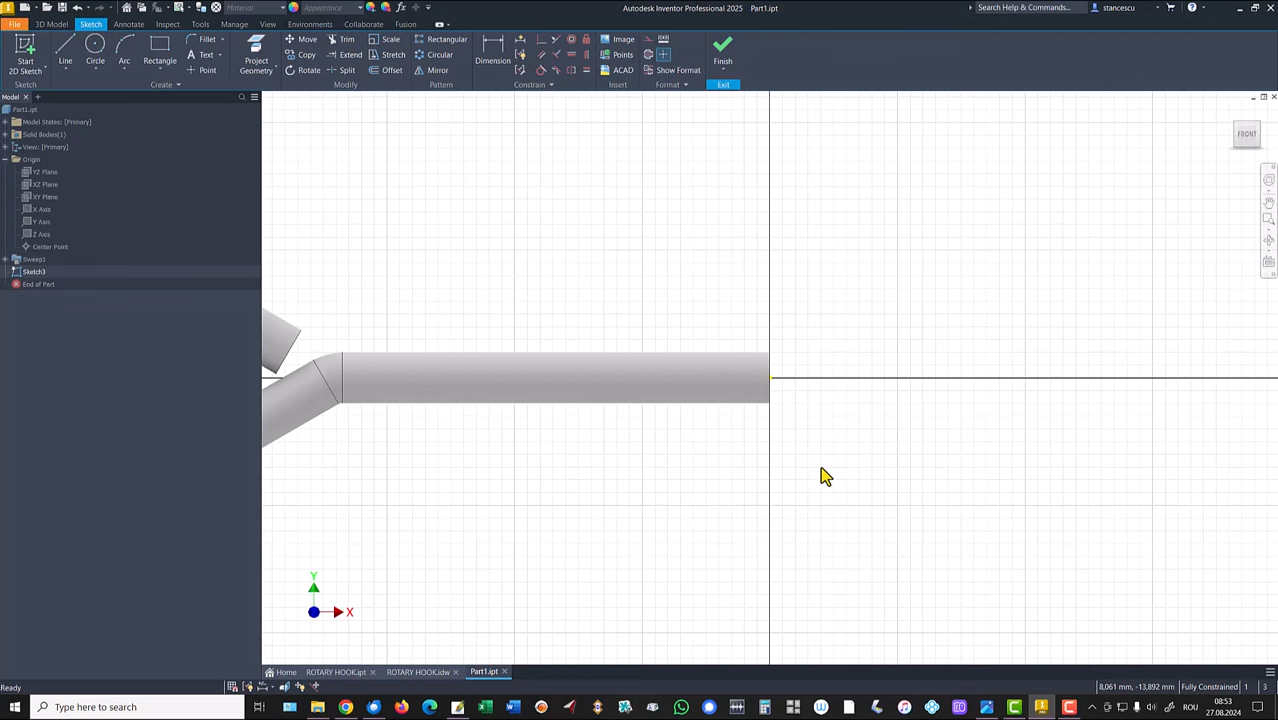 Material
Appearance
Autodesk Inventor Professional 2025 Part1.ipt
Search Help & Commands...
stancescu
File 3D Model Sketch Annotate Inspect Tools Manage View Environments Collaborate Fusion
Start
2D Sketch
Line
Circle
Arc
Rectangle
Fillet
Text
Point
Project
Geometry
Move
Copy
Rotate
Trim
Extend
Split
Scale
Stretch
Offset
Rectangular
Circular
Mirror
Dimension
Image
Points
ACAD
Show Format
Finish
Sketch Create Modify Pattern Constrain Insert Format Exit
Model
Part1.ipt
Model States: [Primary]
Solid Bodies(1)
View: [Primary]
Origin
YZ Plane
XZ Plane
XY Plane
X Axis
Y Axis
Z Axis
Center Point
Sweep1
Sketch3
End of Part
FRONT
Y
X
Home ROTARY HOOK.ipt ROTARY HOOK.idw Part1.ipt
Ready
8,061 mm, -13,892 mm Fully Constrained 1 3
Type here to search
ROU
08:53
27.08.2024